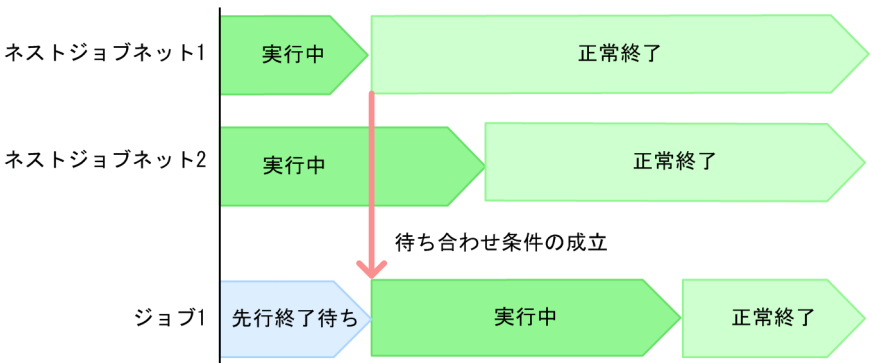 ネストジョブネット1
実行中
正常終了
ネストジョブネット2
実行中
正常終了
待ち合わせ条件の成立
ジョブ1
先行終了待ち
実行中
正常終了